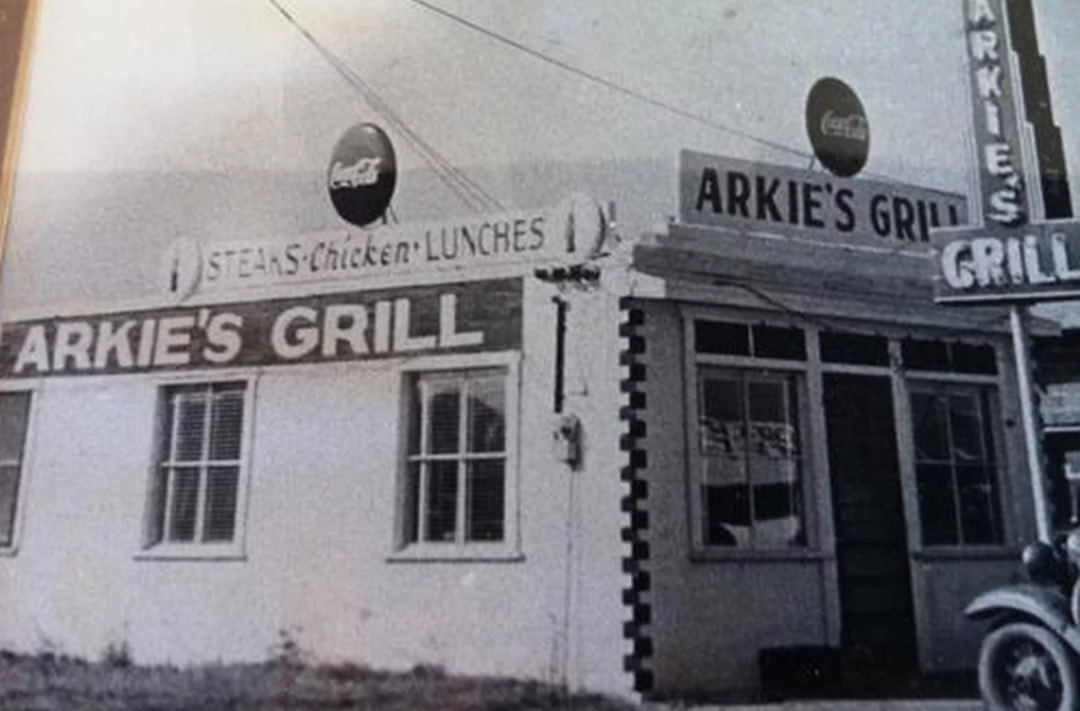 Coca-Cola
STEAKS · Chicken · LUNCHES
ARKIE'S GRILL
Coca-Cola
ARKIE'S GRILL
ARKIE'S
GRILL